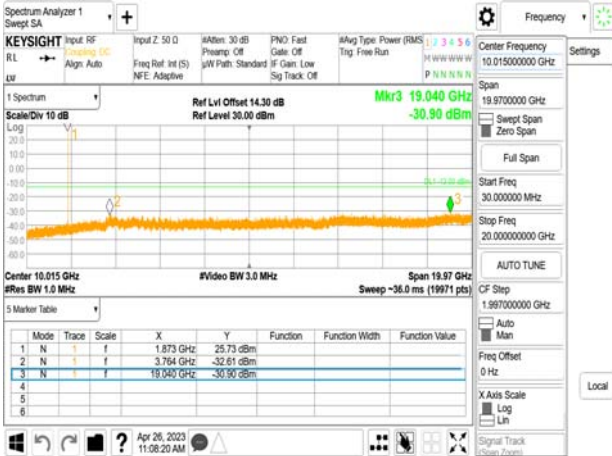 Spectrum Analyzer 1
Swept SA
Frequency
KEYSIGHT Input: RF
RL
Coupling: DC
Align: Auto
Input Z: 50 Ω
Freq Ref: Int (S)
NFE: Adaptive
#Atten: 30 dB
Preamp: Off
µW Path: Standard
PNO: Fast
Gate: Off
IF Gain: Low
Sig Track: Off
#Avg Type: Power (RMS
Trig: Free Run
1 2 3 4 5 6
M W W W W W
P N N N N N
1 Spectrum
Scale/Div 10 dB
Ref Lvl Offset 14.30 dB
Ref Level 30.00 dBm
Mkr3 19.040 GHz
-30.90 dBm
Log
20.0
10.0
0.00
-10.0
-20.0
-30.0
-40.0
-50.0
-60.0
1
2
3
Center 10.015 GHz
#Video BW 3.0 MHz
Span 19.97 GHz
#Res BW 1.0 MHz
Sweep ~36.0 ms (19971 pts)
5 Marker Table
Mode Trace Scale X Y Function Function Width Function Value
1 N 1 f 1.873 GHz 25.73 dBm
2 N 1 f 3.764 GHz -32.61 dBm
3 N 1 f 19.040 GHz -30.90 dBm
4
5
6
Apr 26, 2023
11:08:20 AM
Center Frequency
10.015000000 GHz
Settings
Span
19.9700000 GHz
Swept Span
Zero Span
Full Span
Start Freq
30.000000 MHz
Stop Freq
20.000000000 GHz
AUTO TUNE
CF Step
1.997000000 GHz
Auto
Man
Freq Offset
0 Hz
X Axis Scale
Log
Lin
Local
Signal Track
(Span Zoom)